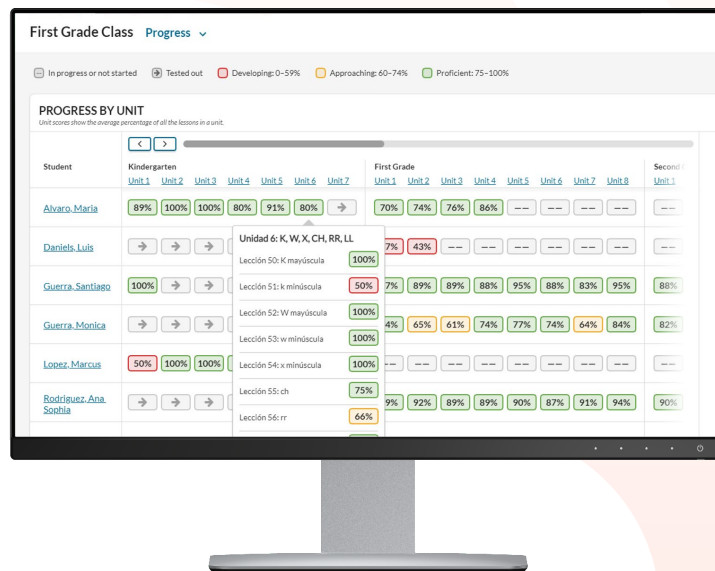 First Grade Class Progress
In progress or not started Tested out Developing: 0–59% Approaching: 60–74% Proficient: 75–100%
PROGRESS BY UNIT
Unit scores show the average percentage of all the lessons in a unit.
Student Kindergarten First Grade Second
Unit 1 Unit 2 Unit 3 Unit 4 Unit 5 Unit 6 Unit 7 Unit 1 Unit 2 Unit 3 Unit 4 Unit 5 Unit 6 Unit 7 Unit 8 Unit 1
Alvaro, Maria 89% 100% 100% 80% 91% 80% 70% 74% 76% 86% -- -- -- -- --
Unidad 6: K, W, X, CH, RR, LL
Daniels, Luis 7% 43% -- -- -- -- -- -- --
Lección 50: K mayúscula 100%
Guerra, Santiago 100% 7% 89% 89% 88% 95% 88% 83% 95% 88%
Lección 51: k minúscula 50%
Lección 52: W mayúscula 100%
Guerra, Monica 4% 65% 61% 74% 77% 74% 64% 84% 82%
Lección 53: w minúscula 100%
Lopez, Marcus 50% 100% 100% -- -- -- -- -- -- -- -- --
Lección 54: x minúscula 100%
Lección 55: ch 75%
Rodriguez, Ana Sophia 9% 92% 89% 89% 90% 87% 91% 94% 90%
Lección 56: rr 66%